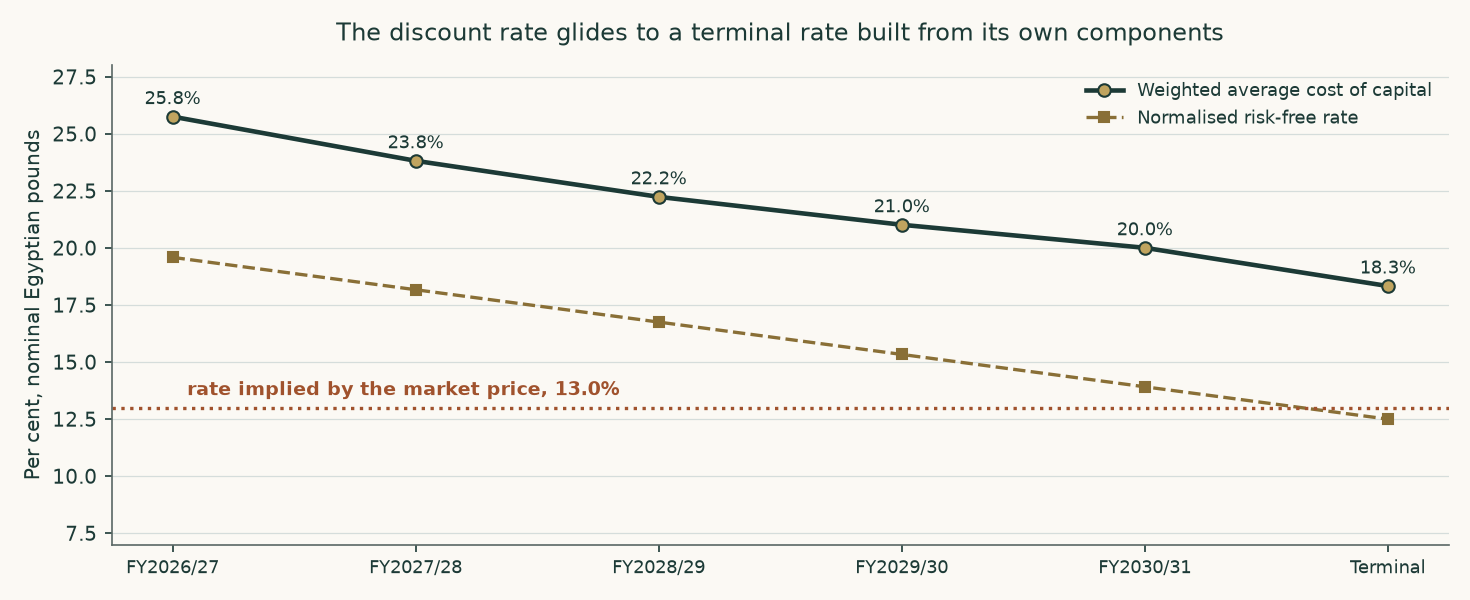 The discount rate glides to a terminal rate built from its own components
Per cent, nominal Egyptian pounds
27.5
25.0
22.5
20.0
17.5
15.0
12.5
10.0
7.5
Weighted average cost of capital
Normalised risk-free rate
25.8%
23.8%
22.2%
21.0%
20.0%
18.3%
rate implied by the market price, 13.0%
FY2026/27
FY2027/28
FY2028/29
FY2029/30
FY2030/31
Terminal